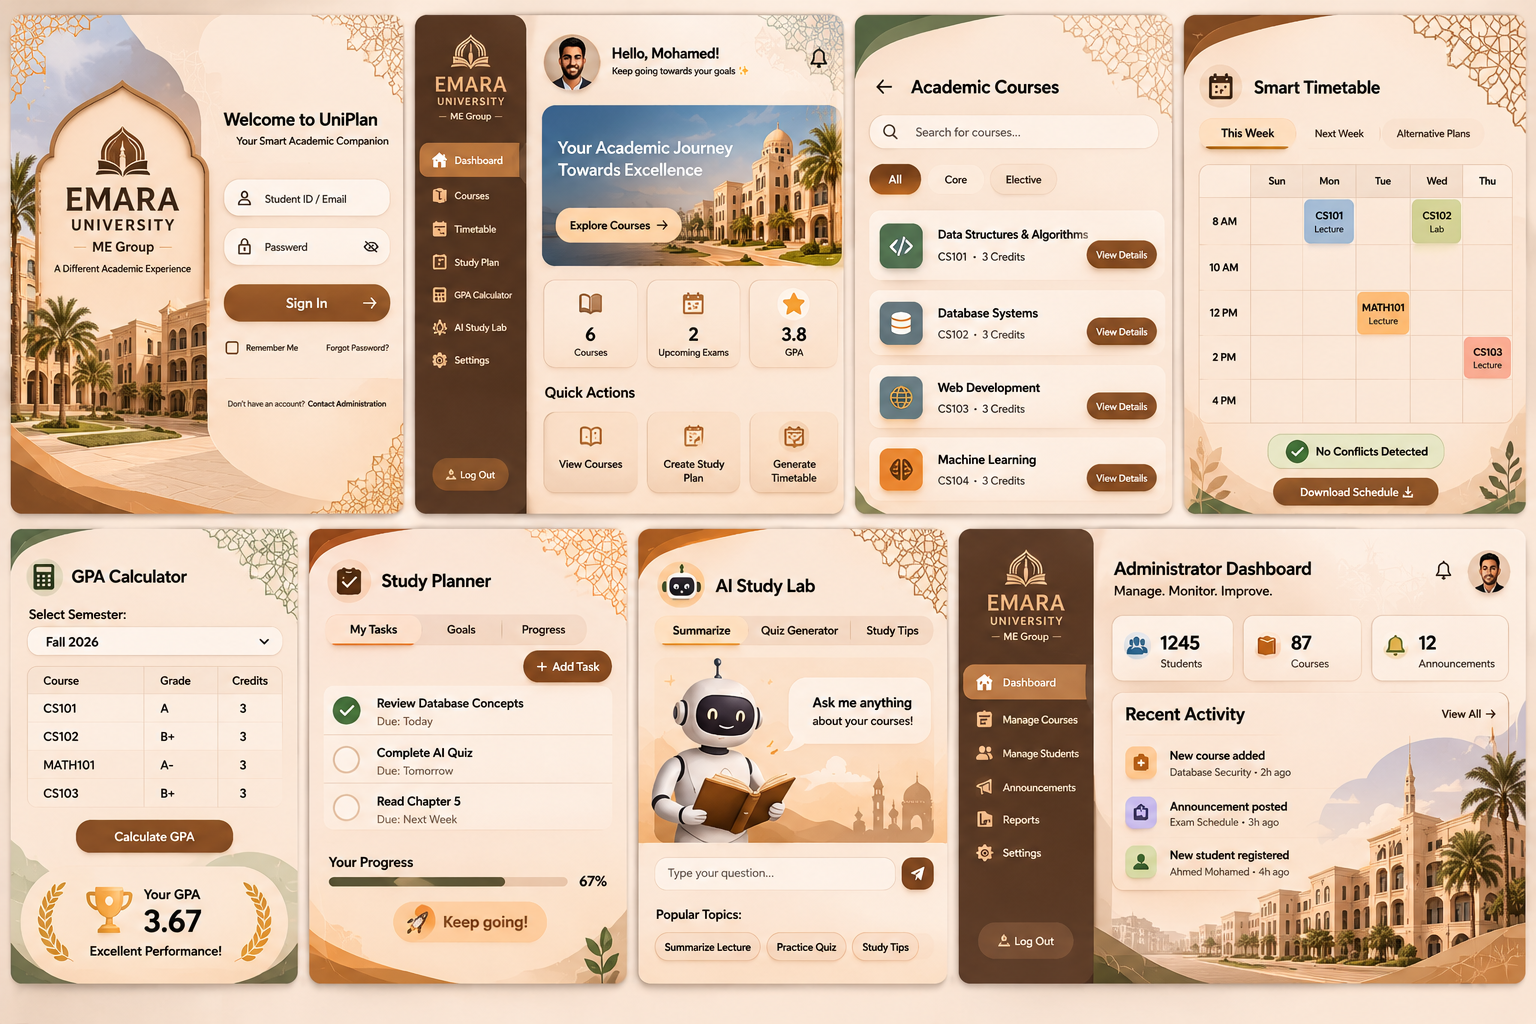 EMARA
UNIVERSITY
ME Group
A Different Academic Experience
Welcome to UniPlan
Your Smart Academic Companion
Student ID / Email
Password
Sign In
Remember Me
Forgot Password?
Don't have an account? Contact Administration
EMARA
UNIVERSITY
ME Group
Dashboard
Courses
Timetable
Study Plan
GPA Calculator
AI Study Lab
Settings
Log Out
Hello, Mohamed!
Keep going towards your goals ✨
Your Academic Journey
Towards Excellence
Explore Courses →
6
Courses
2
Upcoming Exams
3.8
GPA
Quick Actions
View Courses
Create Study
Plan
Generate
Timetable
← Academic Courses
Search for courses...
All
Core
Elective
Data Structures & Algorithms
CS101 • 3 Credits
View Details
Database Systems
CS102 • 3 Credits
View Details
Web Development
CS103 • 3 Credits
View Details
Machine Learning
CS104 • 3 Credits
View Details
Smart Timetable
This Week
Next Week
Alternative Plans
Sun Mon Tue Wed Thu
8 AM
CS101
Lecture
CS102
Lab
10 AM
12 PM
MATH101
Lecture
2 PM
CS103
Lecture
4 PM
No Conflicts Detected
Download Schedule
GPA Calculator
Select Semester:
Fall 2026
Course Grade Credits
CS101 A 3
CS102 B+ 3
MATH101 A- 3
CS103 B+ 3
Calculate GPA
Your GPA
3.67
Excellent Performance!
Study Planner
My Tasks
Goals
Progress
+ Add Task
Review Database Concepts
Due: Today
Complete AI Quiz
Due: Tomorrow
Read Chapter 5
Due: Next Week
Your Progress
67%
Keep going!
AI Study Lab
Summarize
Quiz Generator
Study Tips
Ask me anything
about your courses!
Type your question...
Popular Topics:
Summarize Lecture
Practice Quiz
Study Tips
EMARA
UNIVERSITY
ME Group
Dashboard
Manage Courses
Manage Students
Announcements
Reports
Settings
Log Out
Administrator Dashboard
Manage. Monitor. Improve.
1245
Students
87
Courses
12
Announcements
Recent Activity
View All →
New course added
Database Security • 2h ago
Announcement posted
Exam Schedule • 3h ago
New student registered
Ahmed Mohamed • 4h ago